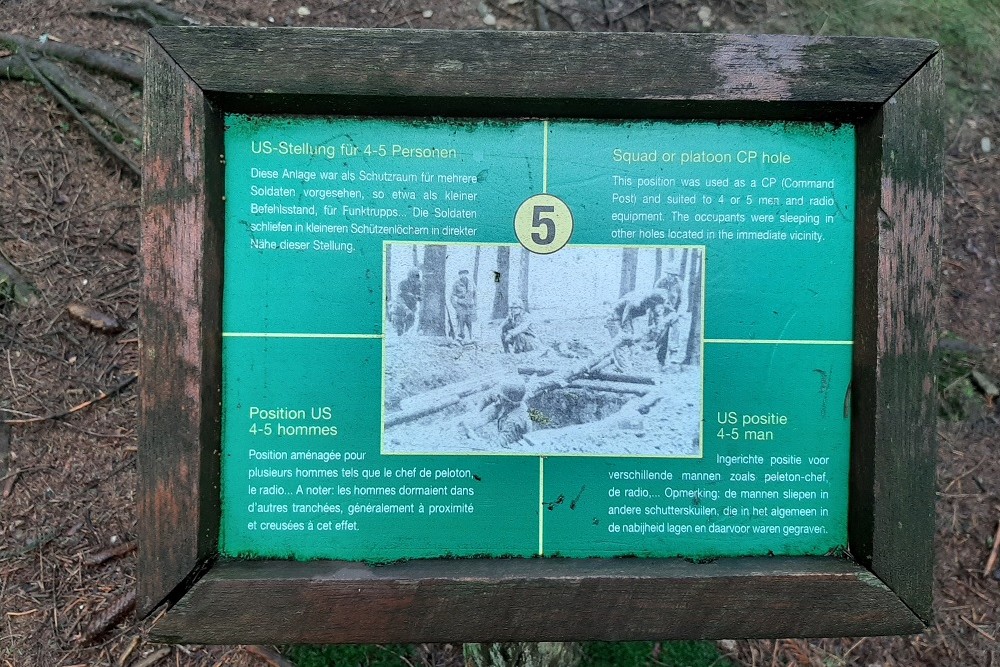 US-Stellung für 4-5 Personen
Diese Anlage war als Schutzraum für mehrere
Soldaten vorgesehen, so etwa als kleiner
Befehlsstand, für Funktrupps... Die Soldaten
schliefen in kleineren Schützenlöchern in direkter
Nähe dieser Stellung.
Squad or platoon CP hole
This position was used as a CP (Command
Post) and suited to 4 or 5 men and radio
equipment. The occupants were sleeping in
other holes located in the immediate vicinity.
5
Position US
4-5 hommes
Position aménagée pour
plusieurs hommes tels que le chef de peloton,
le radio... A noter: les hommes dormaient dans
d'autres tranchées, généralement à proximité
et creusées à cet effet.
US positie
4-5 man
Ingerichte positie voor
verschillende mannen zoals peleton-chef,
de radio,... Opmerking: de mannen sliepen in
andere schutterskuilen, die in het algemeen in
de nabijheid lagen en daarvoor waren gegraven.